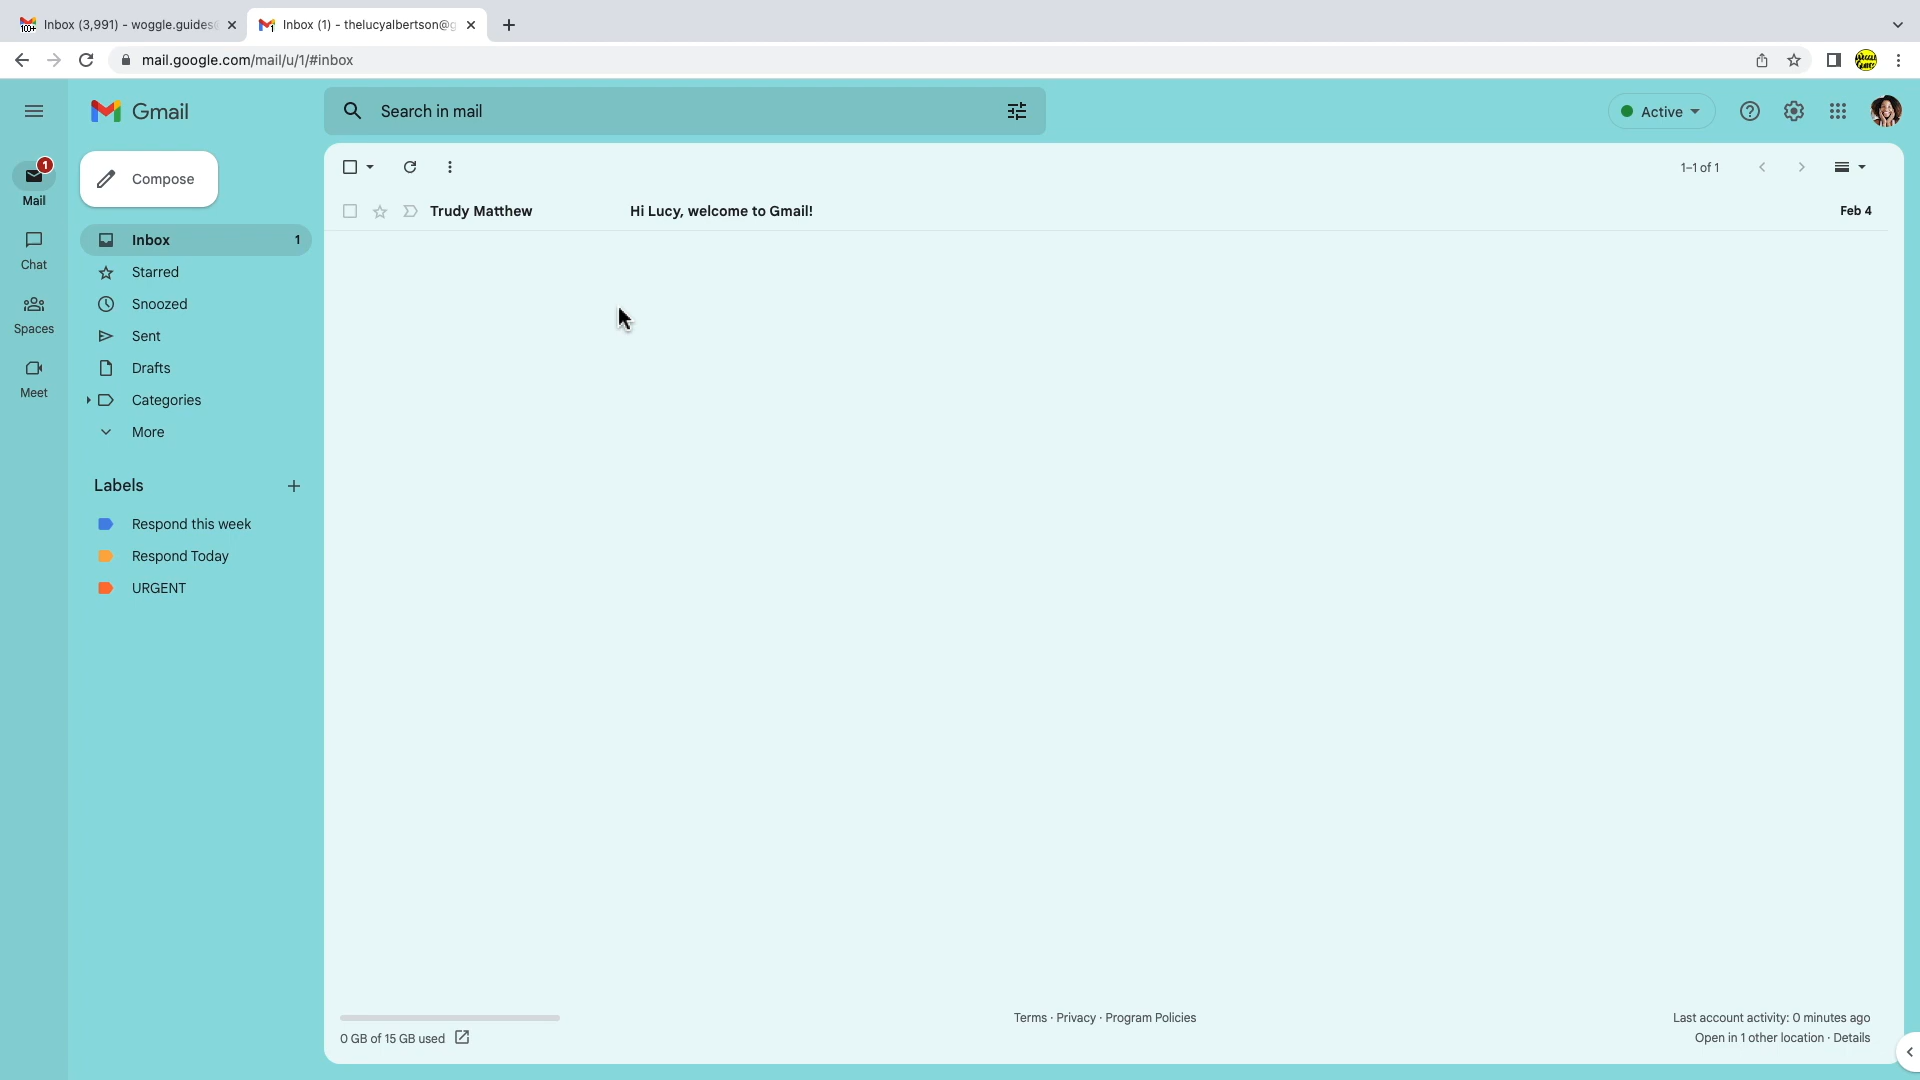 Inbox (3,991) - woggle.guides
Inbox (1) - thelucyalbertson@g
mail.google.com/mail/u/1/#inbox
Gmail
Search in mail
Active
1
Mail
Compose
1–1 of 1
Trudy Matthew
Hi Lucy, welcome to Gmail!
Feb 4
Inbox
1
Starred
Chat
Snoozed
Spaces
Sent
Drafts
Meet
Categories
More
Labels
Respond this week
Respond Today
URGENT
Terms · Privacy · Program Policies
Last account activity: 0 minutes ago
0 GB of 15 GB used
Open in 1 other location · Details